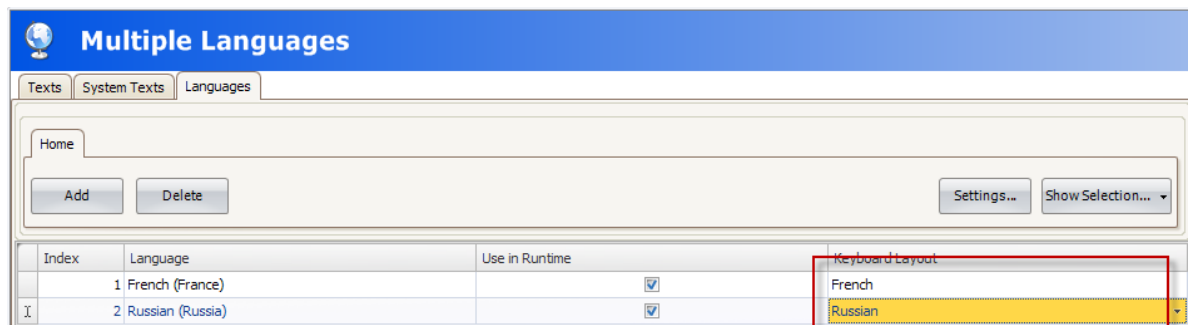 Multiple Languages
Texts System Texts Languages
Home
Add Delete Settings... Show Selection...
Index Language Use in Runtime Keyboard Layout
1 French (France) French
2 Russian (Russia) Russian